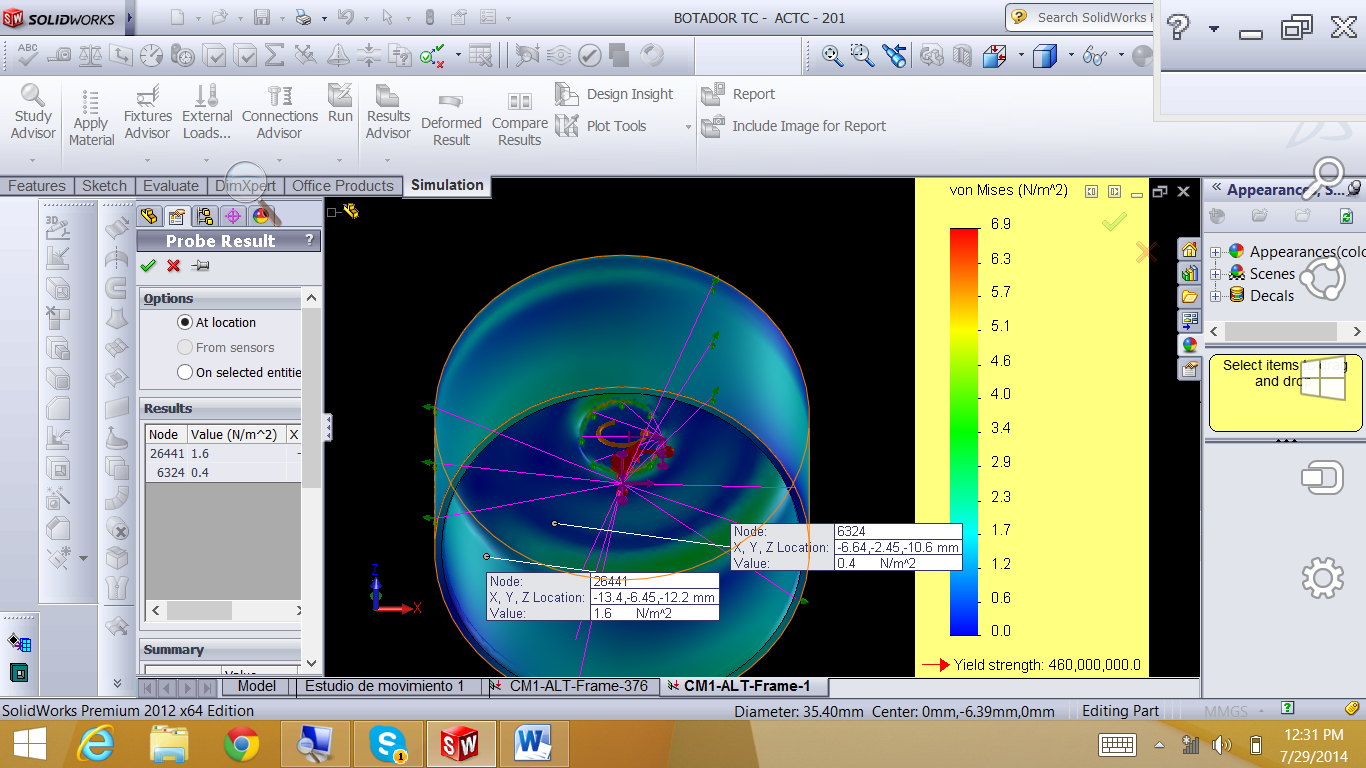 SOLIDWORKS
BOTADOR TC - ACTC - 201
Search SolidWorks
ABC
Study Advisor
Apply Material
Fixtures Advisor
External Loads...
Connections Advisor
Run
Results Advisor
Deformed Result
Compare Results
Design Insight
Plot Tools
Report
Include Image for Report
Features
Sketch
Evaluate
DimXpert
Office Products
Simulation
3D
Probe Result
?
Options
At location
From sensors
On selected entitie
Results
Node Value (N/m^2) X
26441 1.6 -
6324 0.4
Summary
Value
von Mises (N/m^2)
6.9
6.3
5.7
5.1
4.6
4.0
3.4
2.9
2.3
1.7
1.2
0.6
0.0
Yield strength: 460,000,000.0
Node: 6324
X, Y, Z Location: -6.64,-2.45,-10.6 mm
Value: 0.4 N/m^2
Node: 26441
X, Y, Z Location: -13.4,-6.45,-12.2 mm
Value: 1.6 N/m^2
Z
X
Appearances, S...
Appearances(colo
Scenes
Decals
Select items to drag
and drop
Model
Estudio de movimiento 1
CM1-ALT-Frame-376
CM1-ALT-Frame-1
SolidWorks Premium 2012 x64 Edition
Diameter: 35.40mm Center: 0mm,-6.39mm,0mm
Editing Part
MMGS
12:31 PM
7/29/2014